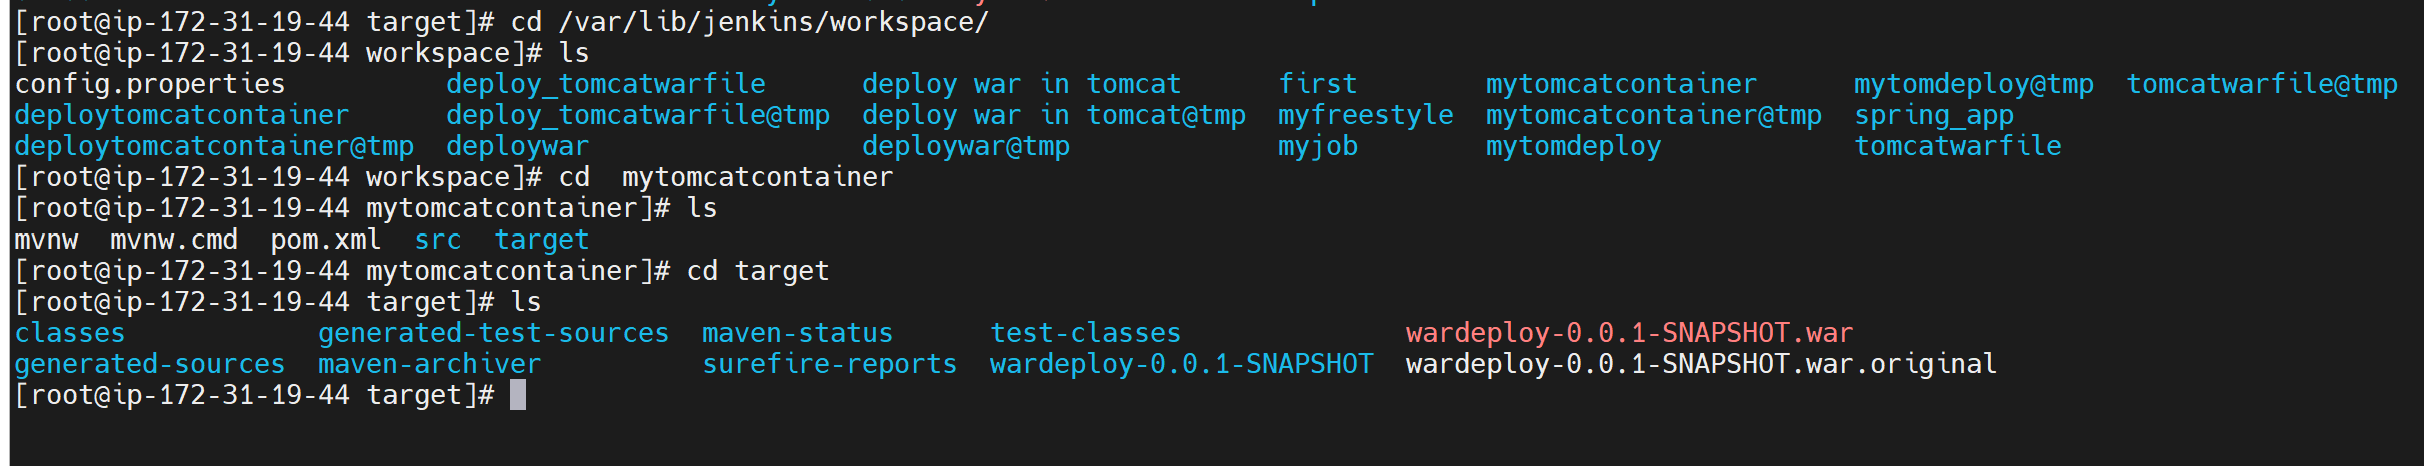 [root@ip-172-31-19-44 target]# cd /var/lib/jenkins/workspace/
[root@ip-172-31-19-44 workspace]# ls
config.properties          deploy_tomcatwarfile      deploy war in tomcat      first        mytomcatcontainer      mytomdeploy@tmp  tomcatwarfile@tmp
deploytomcatcontainer      deploy_tomcatwarfile@tmp  deploy war in tomcat@tmp  myfreestyle  mytomcatcontainer@tmp  spring_app
deploytomcatcontainer@tmp  deploywar                 deploywar@tmp             myjob        mytomdeploy            tomcatwarfile
[root@ip-172-31-19-44 workspace]# cd  mytomcatcontainer
[root@ip-172-31-19-44 mytomcatcontainer]# ls
mvnw  mvnw.cmd  pom.xml  src  target
[root@ip-172-31-19-44 mytomcatcontainer]# cd target
[root@ip-172-31-19-44 target]# ls
classes            generated-test-sources  maven-status      test-classes              wardeploy-0.0.1-SNAPSHOT.war
generated-sources  maven-archiver          surefire-reports  wardeploy-0.0.1-SNAPSHOT  wardeploy-0.0.1-SNAPSHOT.war.original
[root@ip-172-31-19-44 target]#